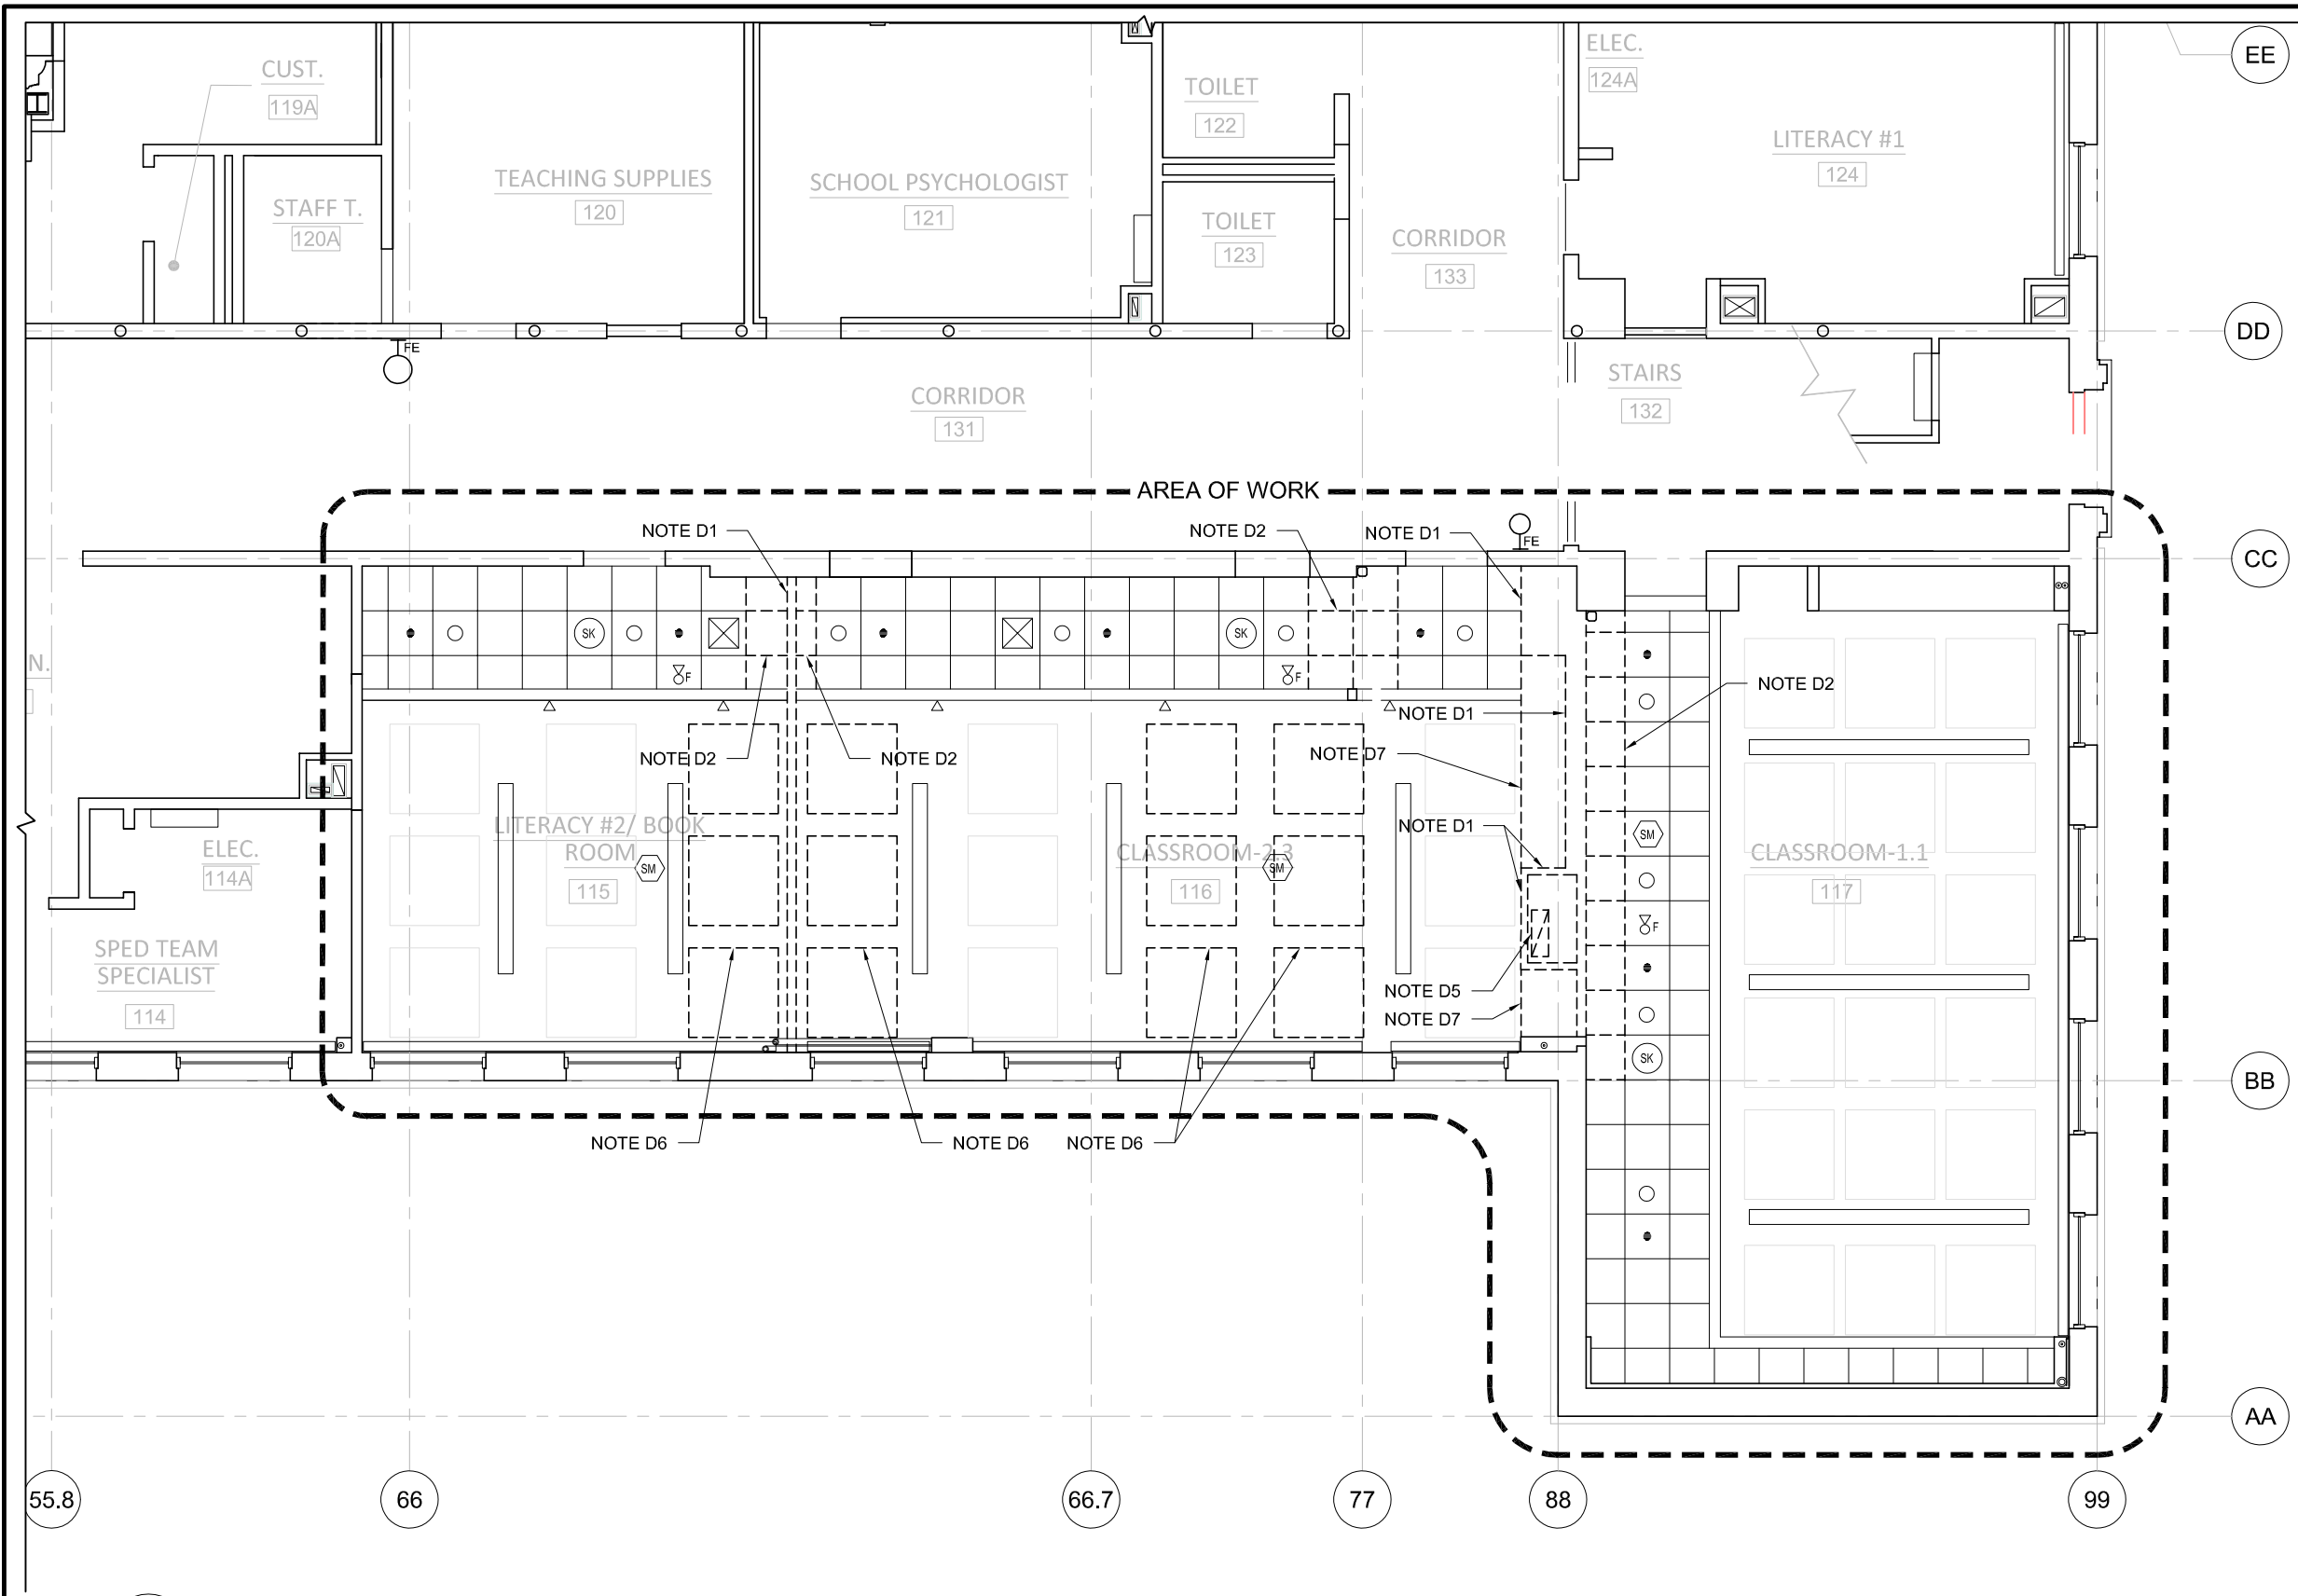 EE
ELEC.
124A
CUST.
119A
TOILET
122
LITERACY #1
124
TEACHING SUPPLIES
120
SCHOOL PSYCHOLOGIST
121
STAFF T.
120A
TOILET
123
CORRIDOR
133
DD
FE
STAIRS
132
CORRIDOR
131
AREA OF WORK
NOTE D1
NOTE D2
NOTE D1
FE
CC
SK
SK
F
F
N.
NOTE D2
NOTE D1
NOTE D2
NOTE D2
NOTE D7
LITERACY #2/ BOOK
ROOM
115
SM
CLASSROOM-2.3
116
SM
NOTE D1
SM
CLASSROOM-1.1
117
ELEC.
114A
F
SPED TEAM
SPECIALIST
114
NOTE D5
NOTE D7
SK
BB
NOTE D6
NOTE D6
NOTE D6
AA
55.8
66
66.7
77
88
99